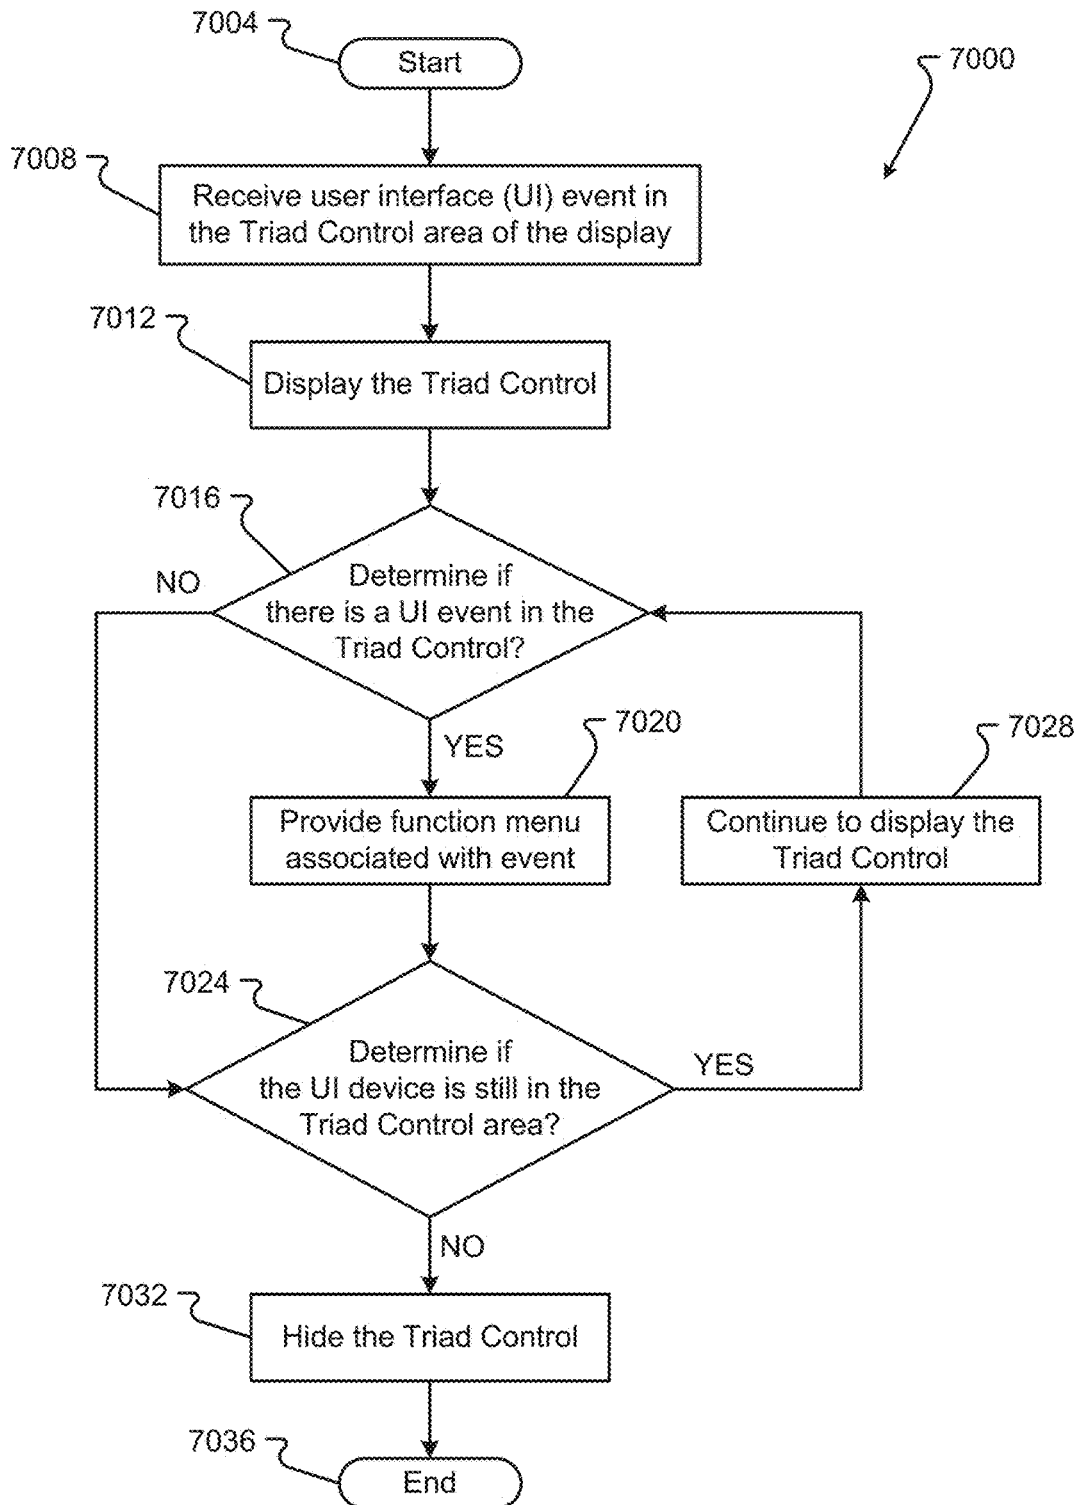 7004
Start
7000
7008
Receive user interface (UI) event in
the Triad Control area of the display
7012
Display the Triad Control
7016
NO
Determine if
there is a UI event in the
Triad Control?
YES
7020
7028
Provide function menu
associated with event
Continue to display the
Triad Control
7024
Determine if
the UI device is still in the
Triad Control area?
YES
NO
7032
Hide the Triad Control
7036
End